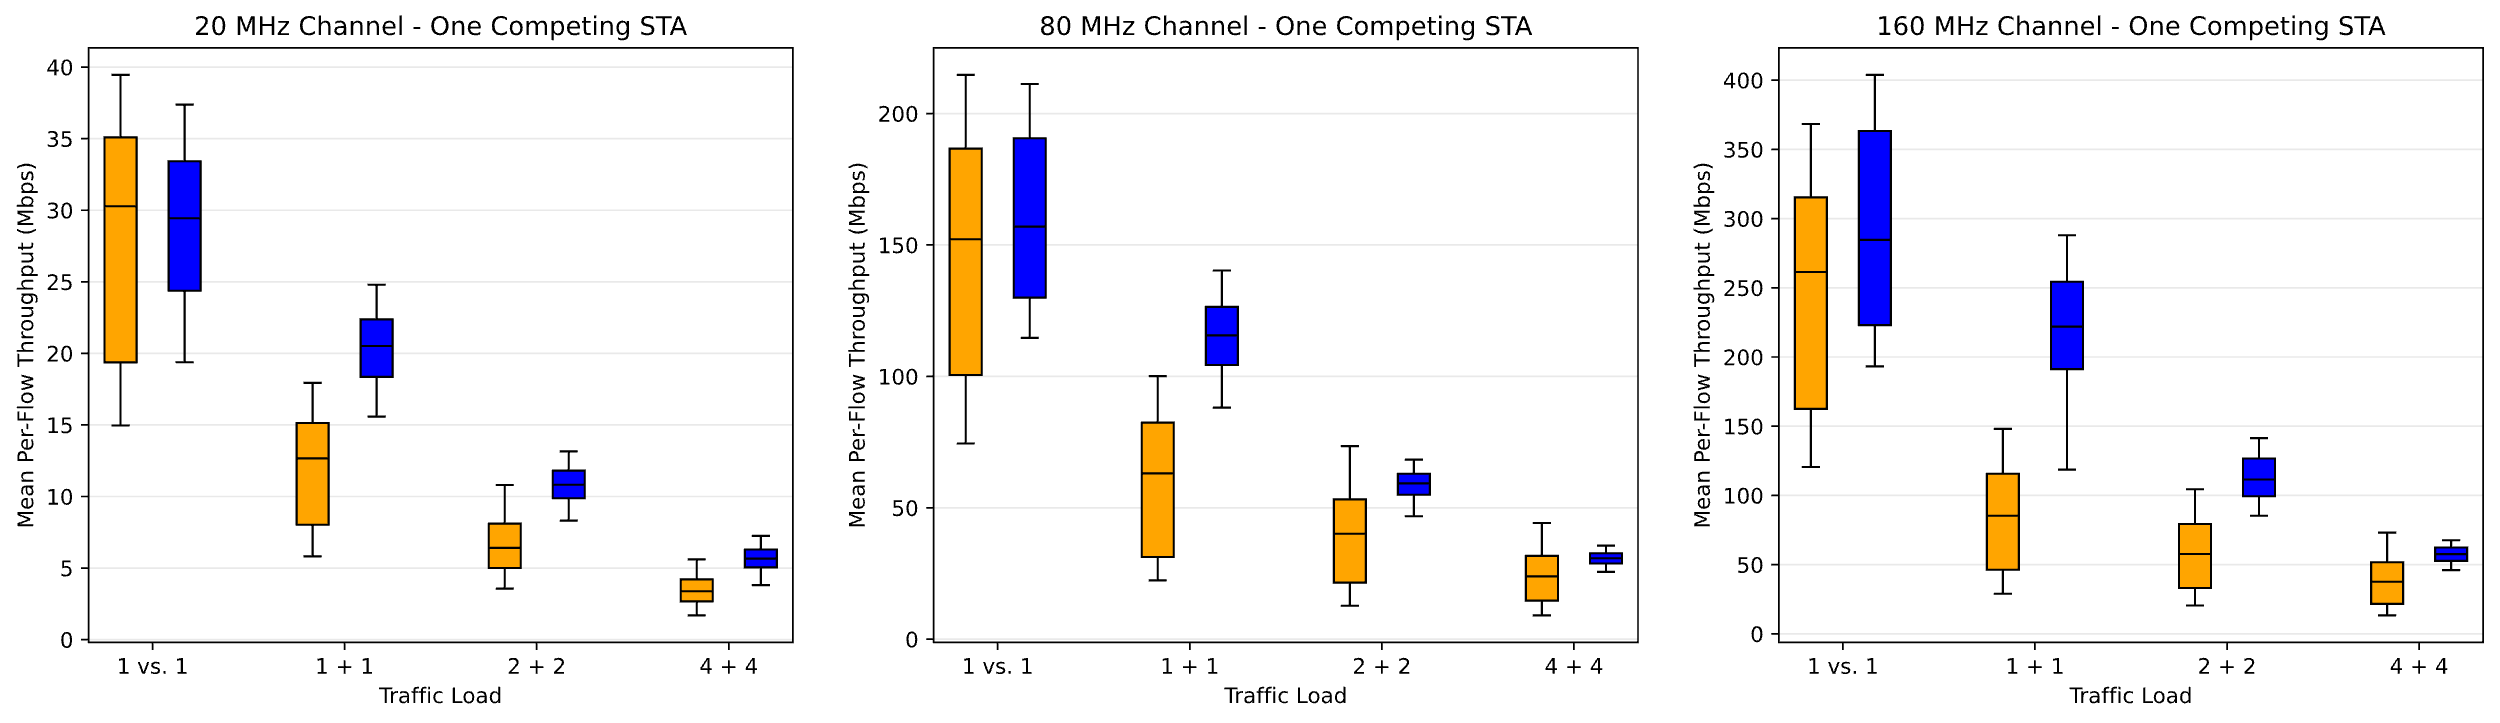 20 MHz Channel - One Competing STA
Mean Per-Flow Throughput (Mbps)
40
35
30
25
20
15
10
5
0
1 vs. 1
1 + 1
2 + 2
4 + 4
Traffic Load
80 MHz Channel - One Competing STA
Mean Per-Flow Throughput (Mbps)
200
150
100
50
0
1 vs. 1
1 + 1
2 + 2
4 + 4
Traffic Load
160 MHz Channel - One Competing STA
Mean Per-Flow Throughput (Mbps)
400
350
300
250
200
150
100
50
0
1 vs. 1
1 + 1
2 + 2
4 + 4
Traffic Load